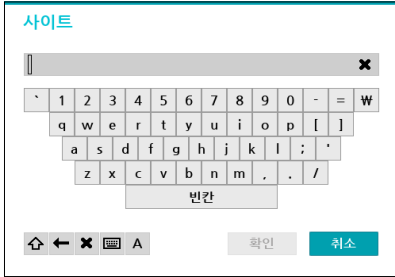 사이트
` 1 2 3 4 5 6 7 8 9 0 - = ₩
q w e r t y u i o p [ ]
a s d f g h j k l ; '
z x c v b n m , . /
빈칸
A 확인 취소